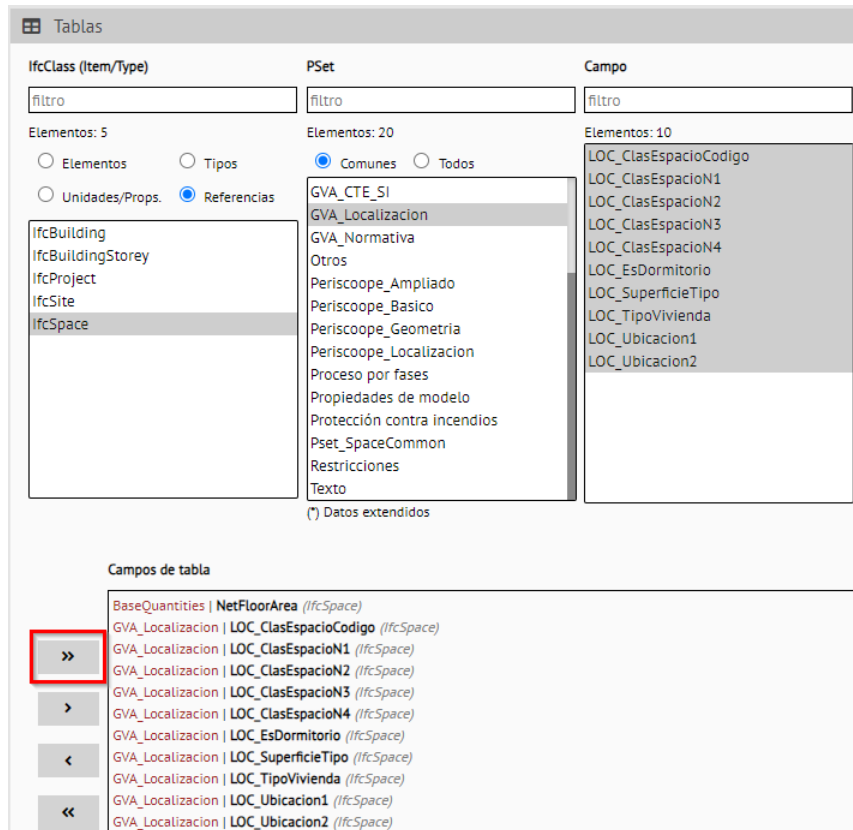 Tablas
IfcClass (Item/Type)
filtro
Elementos: 5
Elementos
Tipos
Unidades/Props.
Referencias
IfcBuilding
IfcBuildingStorey
IfcProject
IfcSite
IfcSpace
PSet
filtro
Elementos: 20
Comunes
Todos
GVA_CTE_SI
GVA_Localizacion
GVA_Normativa
Otros
Periscoope_Ampliado
Periscoope_Basico
Periscoope_Geometria
Periscoope_Localizacion
Proceso por fases
Propiedades de modelo
Protección contra incendios
Pset_SpaceCommon
Restricciones
Texto
(*) Datos extendidos
Campo
filtro
Elementos: 10
LOC_ClasEspacioCodigo
LOC_ClasEspacioN1
LOC_ClasEspacioN2
LOC_ClasEspacioN3
LOC_ClasEspacioN4
LOC_EsDormitorio
LOC_SuperficieTipo
LOC_TipoVivienda
LOC_Ubicacion1
LOC_Ubicacion2
Campos de tabla
BaseQuantities | NetFloorArea (IfcSpace)
GVA_Localizacion | LOC_ClasEspacioCodigo (IfcSpace)
GVA_Localizacion | LOC_ClasEspacioN1 (IfcSpace)
GVA_Localizacion | LOC_ClasEspacioN2 (IfcSpace)
GVA_Localizacion | LOC_ClasEspacioN3 (IfcSpace)
GVA_Localizacion | LOC_ClasEspacioN4 (IfcSpace)
GVA_Localizacion | LOC_EsDormitorio (IfcSpace)
GVA_Localizacion | LOC_SuperficieTipo (IfcSpace)
GVA_Localizacion | LOC_TipoVivienda (IfcSpace)
GVA_Localizacion | LOC_Ubicacion1 (IfcSpace)
GVA_Localizacion | LOC_Ubicacion2 (IfcSpace)